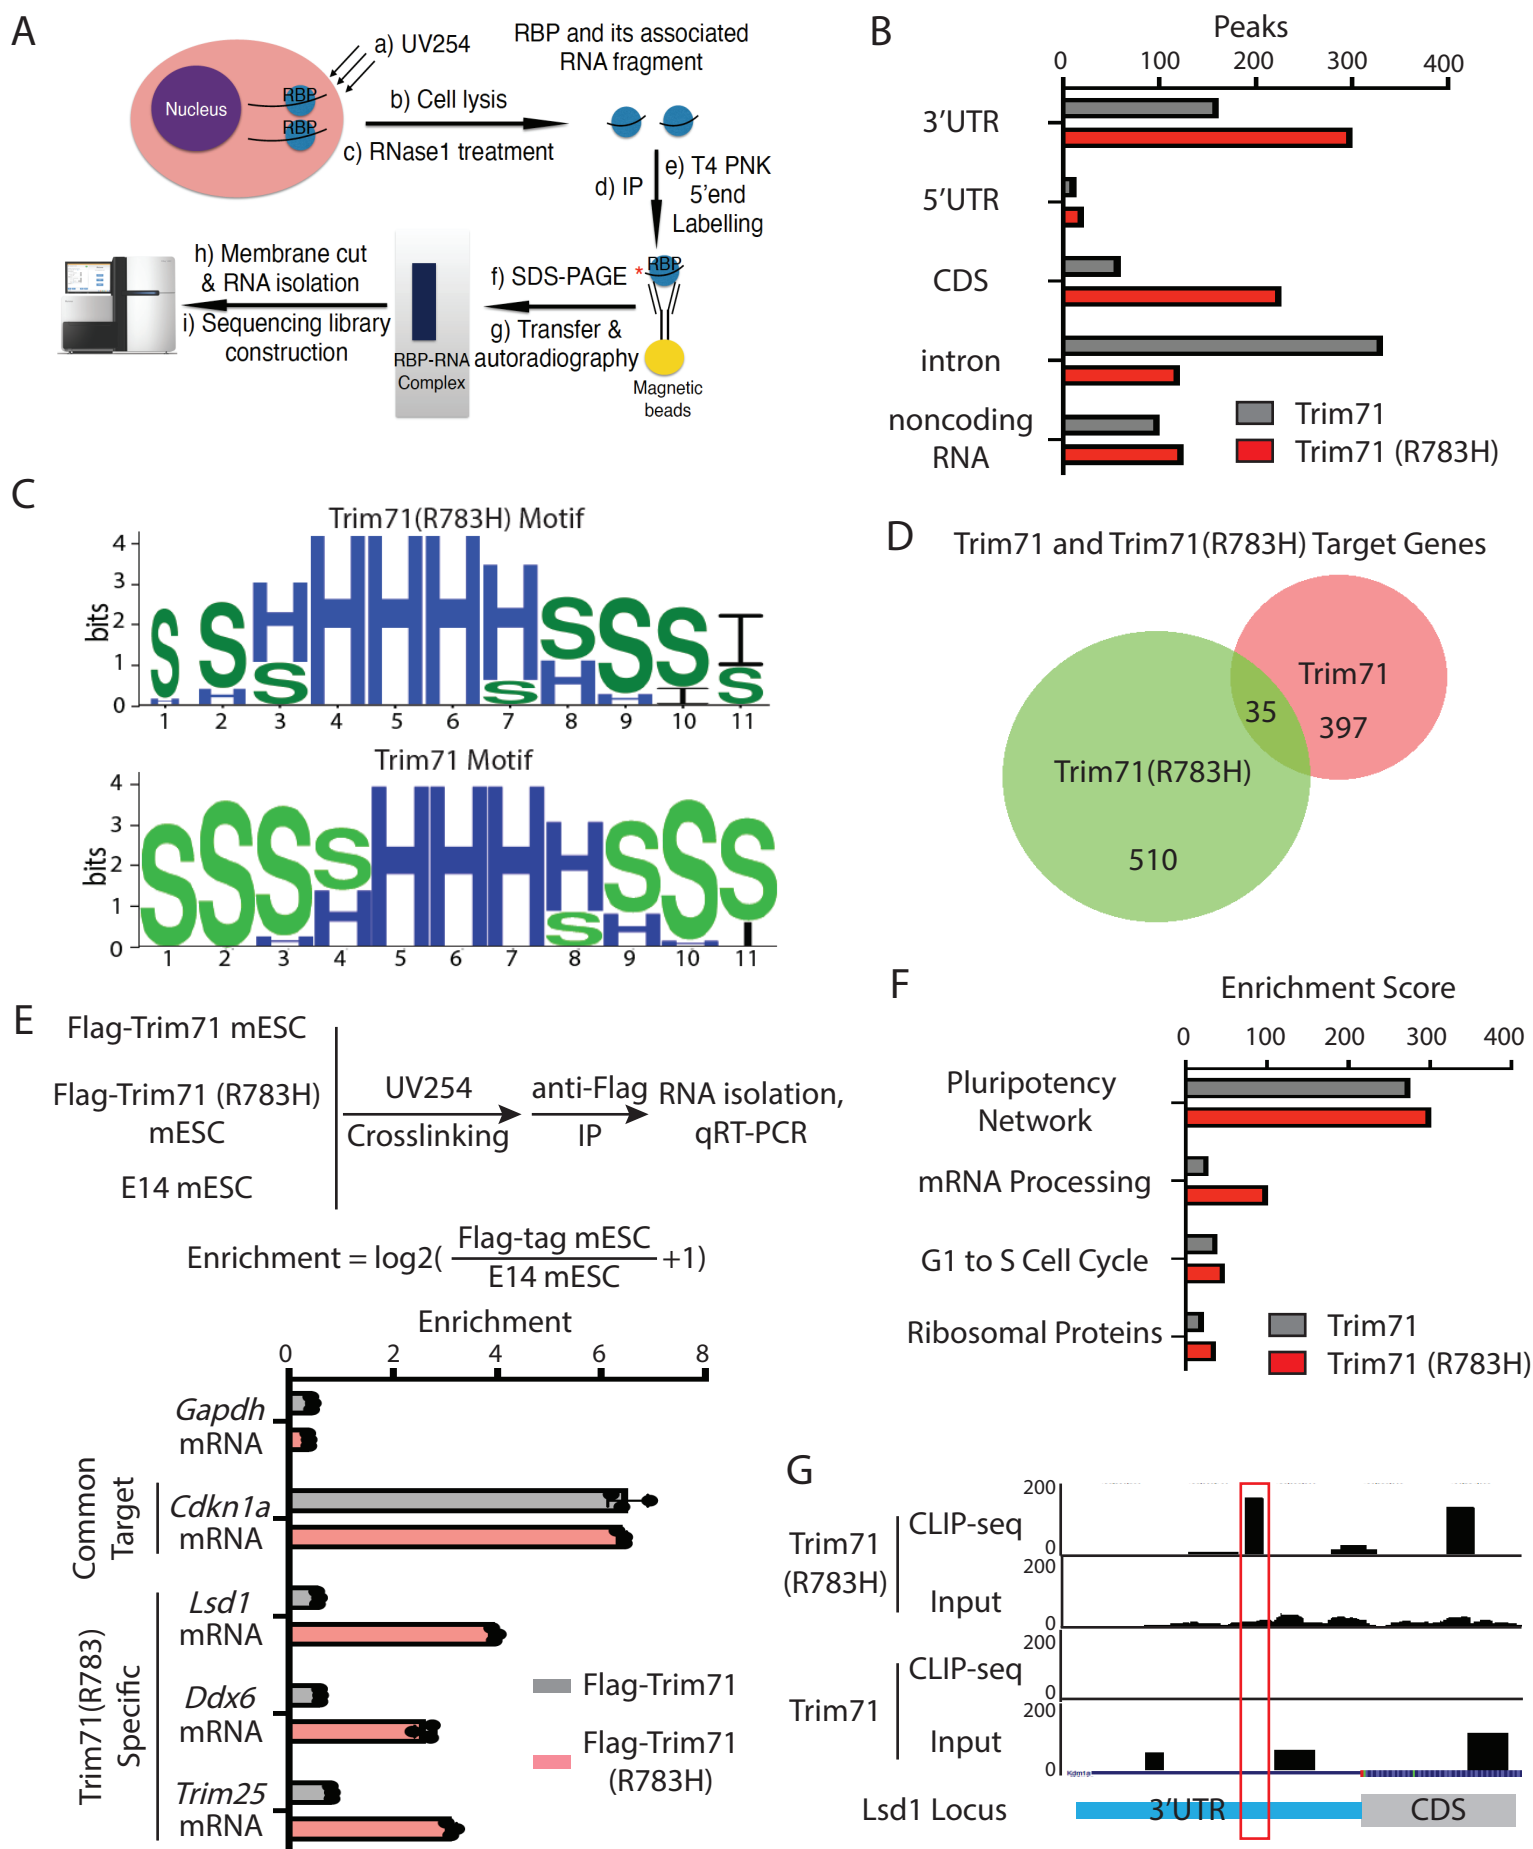 A
a) UV254
RBP and its associated
RNA fragment
Nucleus
RBP
RBP
b) Cell lysis
c) RNase1 treatment
d) IP
e) T4 PNK
5'end
Labelling
h) Membrane cut
& RNA isolation
i) Sequencing library
construction
RBP-RNA
Complex
f) SDS-PAGE
g) Transfer &
autoradiography
*
RBP
Magnetic
beads
B
Peaks
0 100 200 300 400
3'UTR
5'UTR
CDS
intron
noncoding
RNA
Trim71
Trim71 (R783H)
C
Trim71(R783H) Motif
bits
4
3
2
1
0
S S H H H H H S S S I
H S S H H I S
1 2 3 4 5 6 7 8 9 10 11
Trim71 Motif
bits
4
3
2
1
0
S S S S H H H H S S S
H H S H H I
1 2 3 4 5 6 7 8 9 10 11
D
Trim71 and Trim71(R783H) Target Genes
Trim71
35
397
Trim71(R783H)
510
E
Flag-Trim71 mESC
Flag-Trim71 (R783H)
mESC
E14 mESC
UV254
Crosslinking
anti-Flag
IP
RNA isolation,
qRT-PCR
Enrichment = log2( Flag-tag mESC / E14 mESC +1)
Enrichment
0 2 4 6 8
Gapdh
mRNA
Common
Target
Cdkn1a
mRNA
Trim71(R783)
Specific
Lsd1
mRNA
Ddx6
mRNA
Trim25
mRNA
Flag-Trim71
Flag-Trim71
(R783H)
F
Enrichment Score
0 100 200 300 400
Pluripotency
Network
mRNA Processing
G1 to S Cell Cycle
Ribosomal Proteins
Trim71
Trim71 (R783H)
G
Trim71
(R783H)
CLIP-seq
200
0
Input
200
0
Trim71
CLIP-seq
200
0
Input
200
0
Kdm1a
Lsd1 Locus
3'UTR
CDS